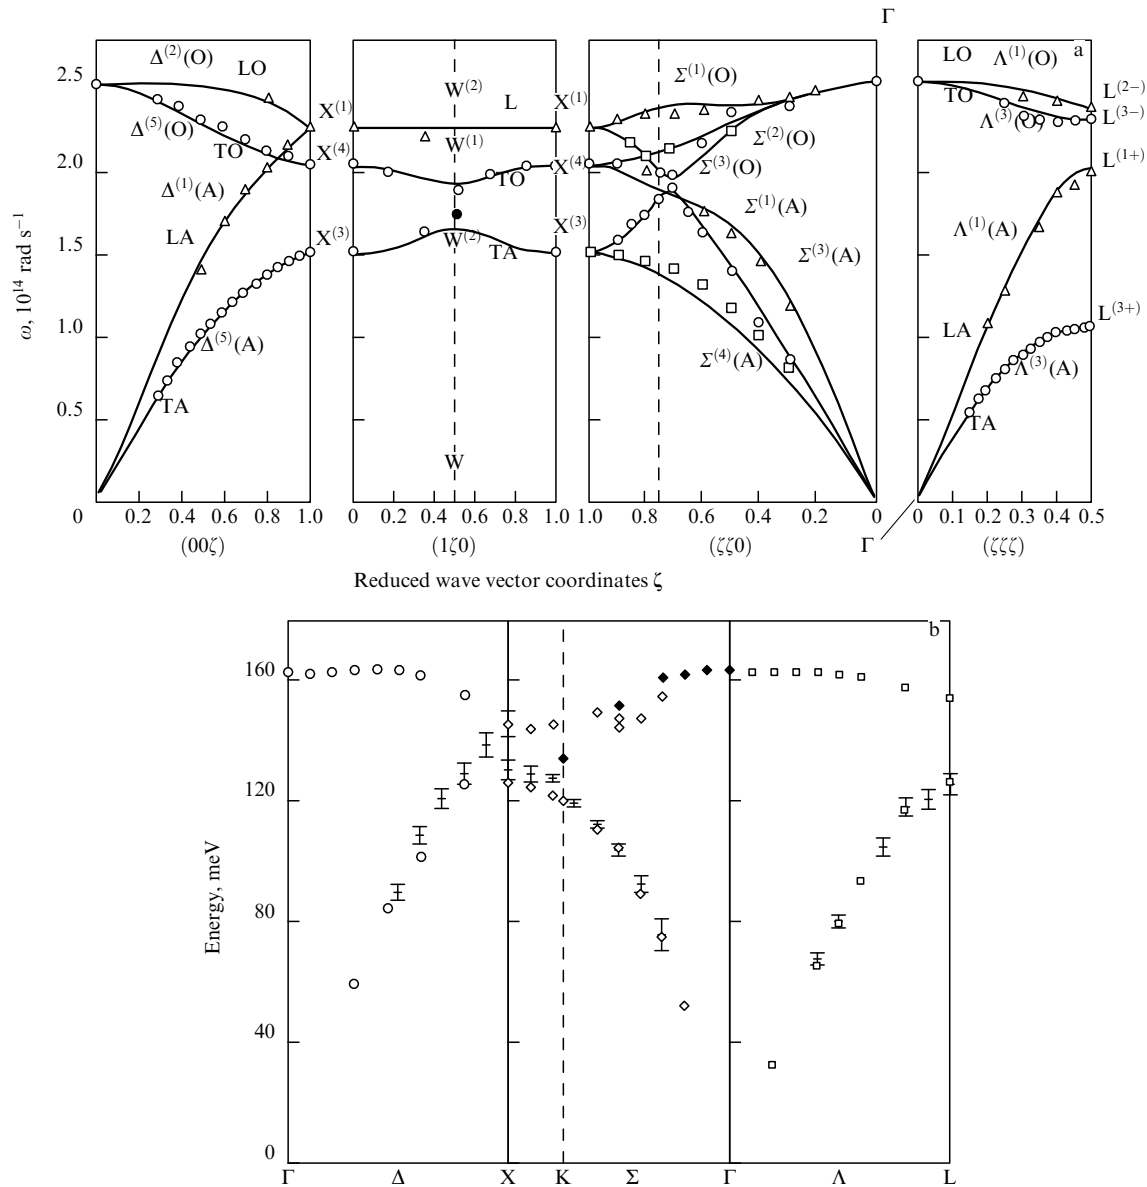 Γ
a
Δ(2)(O)
LO
Δ(5)(O)
TO
Δ(1)(A)
LA
Δ(5)(A)
TA
X(1)
X(4)
X(3)
W(2)
L
W(1)
TO
W(2)
TA
W
X(1)
X(4)
X(3)
Σ(1)(O)
Σ(2)(O)
Σ(3)(O)
Σ(1)(A)
Σ(3)(A)
Σ(4)(A)
LO
Λ(1)(O)
TO
Λ(3)(O)
Λ(1)(A)
LA
Λ(3)(A)
TA
L(2−)
L(3−)
L(1+)
L(3+)
2.5
2.0
1.5
1.0
0.5
0
ω, 10¹⁴ rad s⁻¹
0.2 0.4 0.6 0.8 1.0
0 0.2 0.4 0.6 0.8 1.0
1.0 0.8 0.6 0.4 0.2 0
0 0.1 0.2 0.3 0.4 0.5
(00ζ) (1ζ0) (ζζ0) Γ (ζζζ)
Reduced wave vector coordinates ζ
b
160
120
80
40
0
Energy, meV
Γ Δ X K Σ Γ Λ L